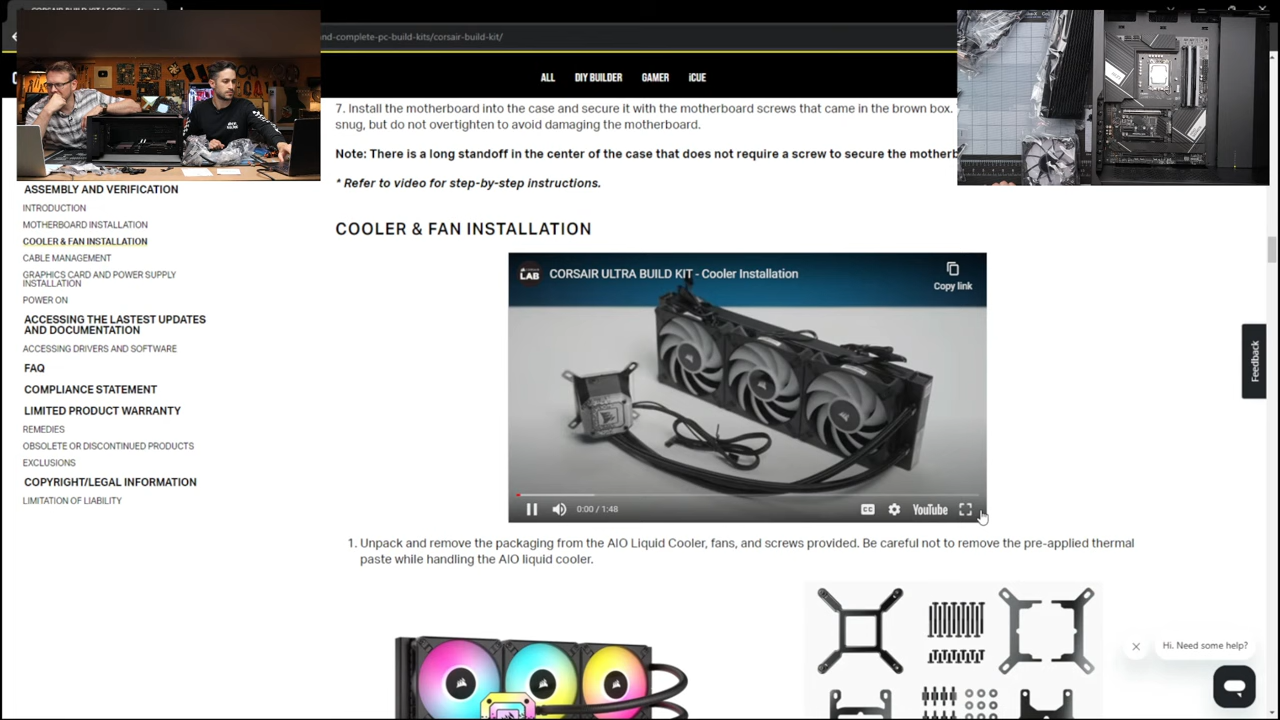 and-complete-pc-build-kits/corsair-build-kit/
ALL DIY BUILDER GAMER iCUE
7. Install the motherboard into the case and secure it with the motherboard screws that came in the brown box.
snug, but do not overtighten to avoid damaging the motherboard.
Note: There is a long standoff in the center of the case that does not require a screw to secure the motherb
* Refer to video for step-by-step instructions.
ASSEMBLY AND VERIFICATION
INTRODUCTION
MOTHERBOARD INSTALLATION
COOLER & FAN INSTALLATION
CABLE MANAGEMENT
GRAPHICS CARD AND POWER SUPPLY
INSTALLATION
POWER ON
ACCESSING THE LASTEST UPDATES
AND DOCUMENTATION
ACCESSING DRIVERS AND SOFTWARE
FAQ
COMPLIANCE STATEMENT
LIMITED PRODUCT WARRANTY
REMEDIES
OBSOLETE OR DISCONTINUED PRODUCTS
EXCLUSIONS
COPYRIGHT/LEGAL INFORMATION
LIMITATION OF LIABILITY
COOLER & FAN INSTALLATION
LAB
CORSAIR ULTRA BUILD KIT - Cooler Installation
Copy link
0:00 / 1:48
CC
YouTube
1. Unpack and remove the packaging from the AIO Liquid Cooler, fans, and screws provided. Be careful not to remove the pre-applied thermal
paste while handling the AIO liquid cooler.
Feedback
Hi. Need some help?